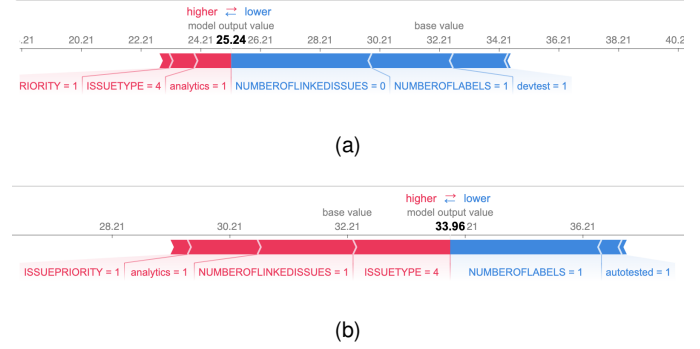 higher ⇄ lower
model output value base value
.21 20.21 22.21 24.21 25.24 26.21 28.21 30.21 32.21 34.21 36.21 38.21 40.2
RIORITY = 1 ISSUETYPE = 4 analytics = 1 NUMBEROFLINKEDISSUES = 0 NUMBEROFLABELS = 1 devtest = 1
(a)
higher ⇄ lower
base value model output value
28.21 30.21 32.21 33.96 21 36.21
ISSUEPRIORITY = 1 analytics = 1 NUMBEROFLINKEDISSUES = 1 ISSUETYPE = 4 NUMBEROFLABELS = 1 autotested = 1
(b)